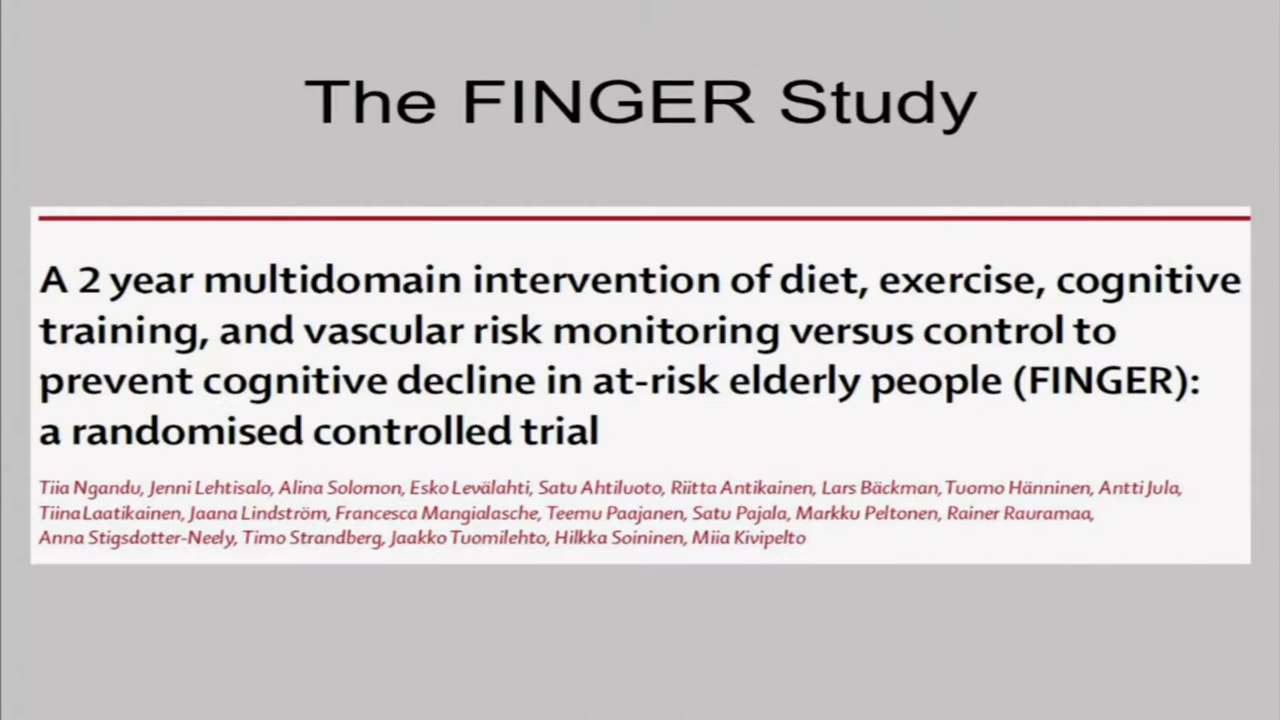 The FINGER Study
A 2 year multidomain intervention of diet, exercise, cognitive
training, and vascular risk monitoring versus control to
prevent cognitive decline in at-risk elderly people (FINGER):
a randomised controlled trial
Tiia Ngandu, Jenni Lehtisalo, Alina Solomon, Esko Levälahti, Satu Ahtiluoto, Riitta Antikainen, Lars Bäckman, Tuomo Hänninen, Antti Jula,
Tiina Laatikainen, Jaana Lindström, Francesca Mangialasche, Teemu Paajanen, Satu Pajala, Markku Peltonen, Rainer Rauramaa,
Anna Stigsdotter-Neely, Timo Strandberg, Jaakko Tuomilehto, Hilkka Soininen, Miia Kivipelto